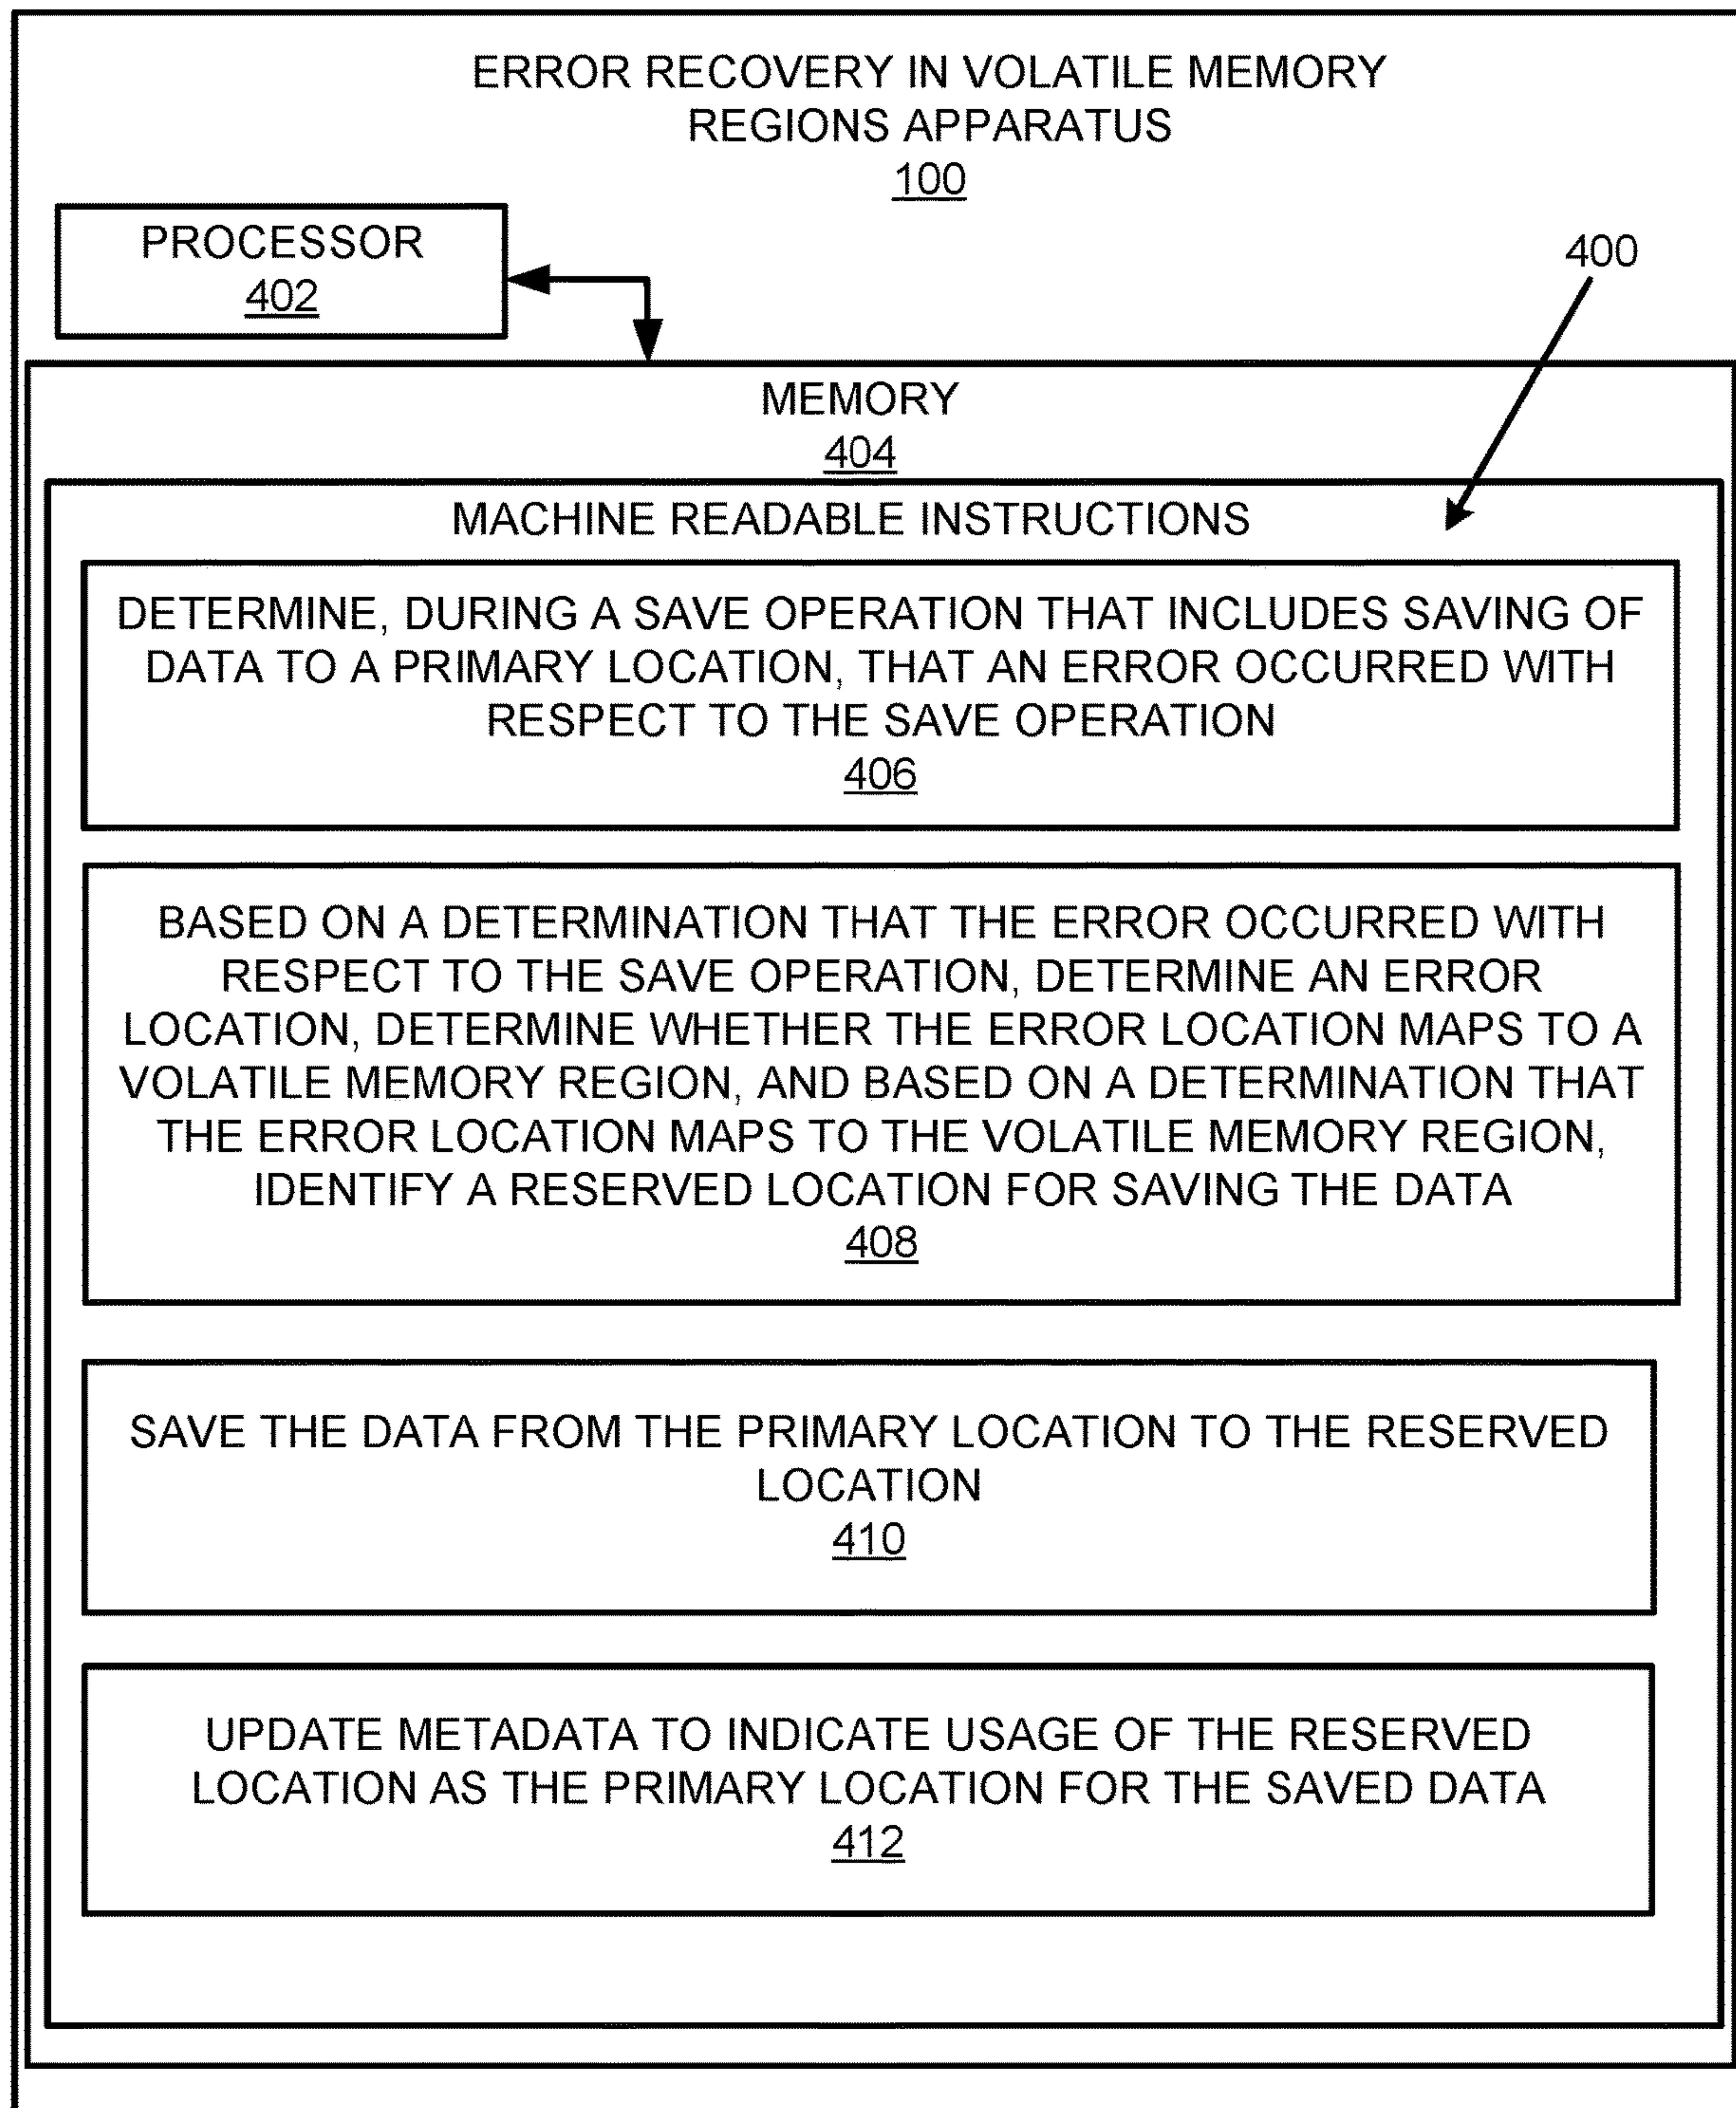 ERROR RECOVERY IN VOLATILE MEMORY
REGIONS APPARATUS
100
PROCESSOR
402
400
MEMORY
404
MACHINE READABLE INSTRUCTIONS
DETERMINE, DURING A SAVE OPERATION THAT INCLUDES SAVING OF
DATA TO A PRIMARY LOCATION, THAT AN ERROR OCCURRED WITH
RESPECT TO THE SAVE OPERATION
406
BASED ON A DETERMINATION THAT THE ERROR OCCURRED WITH
RESPECT TO THE SAVE OPERATION, DETERMINE AN ERROR
LOCATION, DETERMINE WHETHER THE ERROR LOCATION MAPS TO A
VOLATILE MEMORY REGION, AND BASED ON A DETERMINATION THAT
THE ERROR LOCATION MAPS TO THE VOLATILE MEMORY REGION,
IDENTIFY A RESERVED LOCATION FOR SAVING THE DATA
408
SAVE THE DATA FROM THE PRIMARY LOCATION TO THE RESERVED
LOCATION
410
UPDATE METADATA TO INDICATE USAGE OF THE RESERVED
LOCATION AS THE PRIMARY LOCATION FOR THE SAVED DATA
412